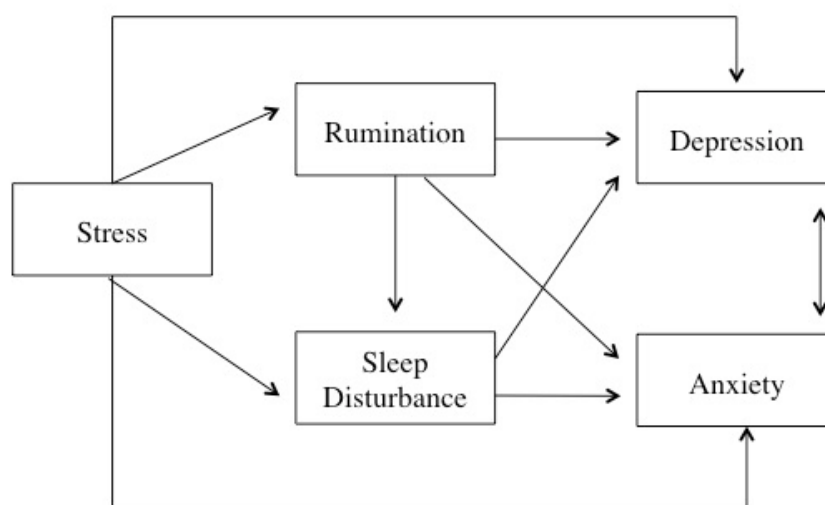 Rumination
Depression
Stress
Sleep
Disturbance
Anxiety